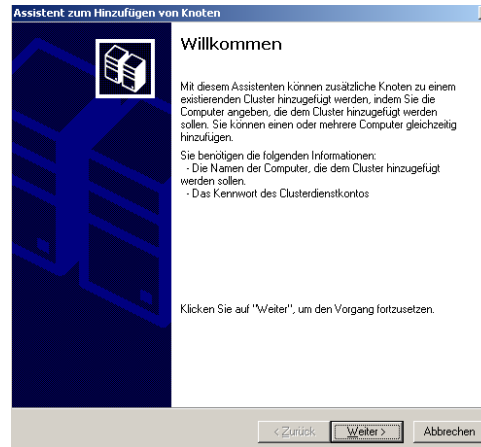 Assistent zum Hinzufügen von Knoten
Willkommen
Mit diesem Assistenten können zusätzliche Knoten zu einem
existierenden Cluster hinzugefügt werden, indem Sie die
Computer angeben, die dem Cluster hinzugefügt werden
sollen. Sie können einen oder mehrere Computer gleichzeitig
hinzufügen.
Sie benötigen die folgenden Informationen:
- Die Namen der Computer, die dem Cluster hinzugefügt
werden sollen.
- Das Kennwort des Clusterdienstkontos
Klicken Sie auf "Weiter", um den Vorgang fortzusetzen.
< Zurück Weiter > Abbrechen